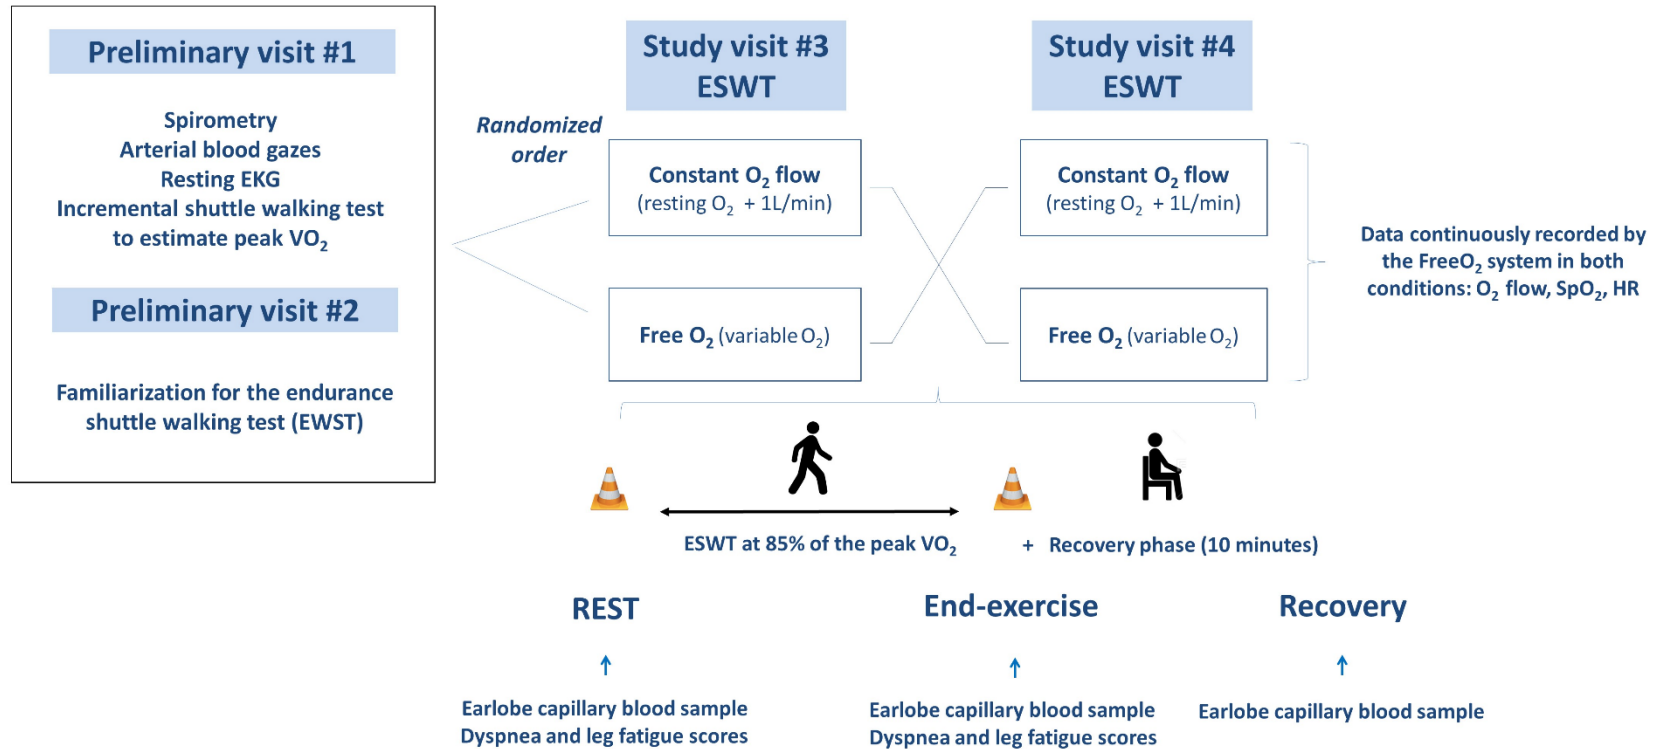 Preliminary visit #1
Spirometry
Arterial blood gazes
Resting EKG
Incremental shuttle walking test
to estimate peak VO₂
Preliminary visit #2
Familiarization for the endurance
shuttle walking test (EWST)
Randomized
order
Study visit #3
ESWT
Constant O₂ flow
(resting O₂ + 1L/min)
Free O₂ (variable O₂)
Study visit #4
ESWT
Constant O₂ flow
(resting O₂ + 1L/min)
Free O₂ (variable O₂)
Data continuously recorded by
the FreeO₂ system in both
conditions: O₂ flow, SpO₂, HR
ESWT at 85% of the peak VO₂
+ Recovery phase (10 minutes)
REST
End-exercise
Recovery
Earlobe capillary blood sample
Dyspnea and leg fatigue scores
Earlobe capillary blood sample
Dyspnea and leg fatigue scores
Earlobe capillary blood sample